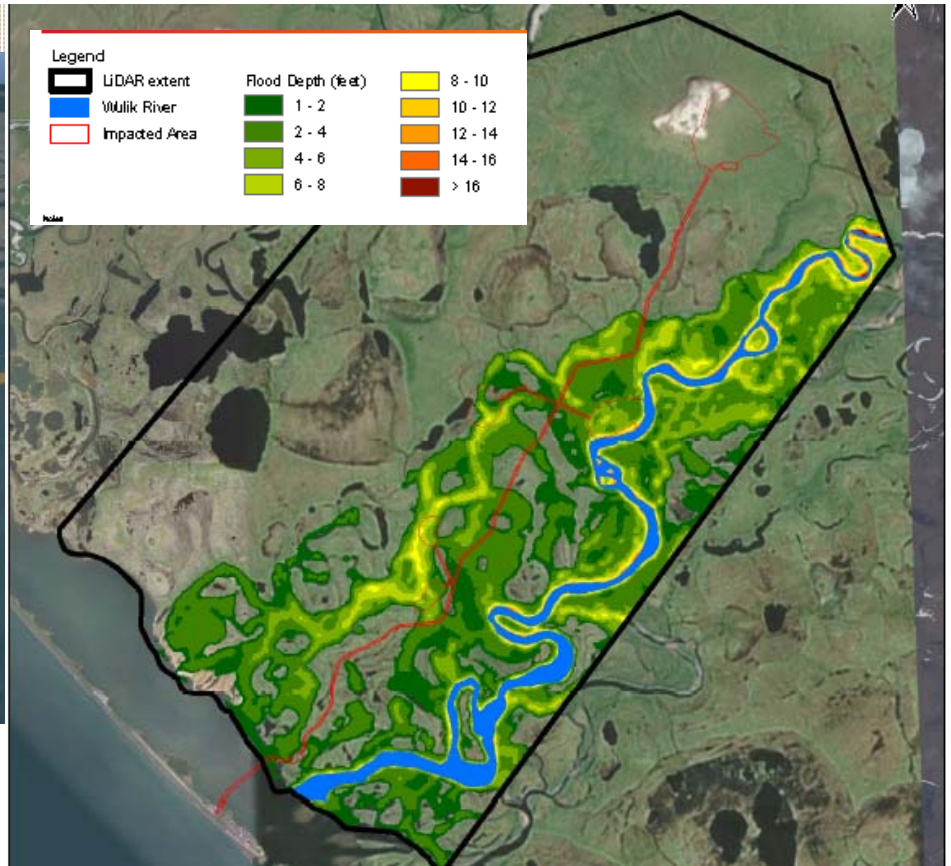 Legend
LiDAR extent
Wulik River
Impacted Area
Flood Depth (feet)
1 - 2
2 - 4
4 - 6
6 - 8
8 - 10
10 - 12
12 - 14
14 - 16
> 16